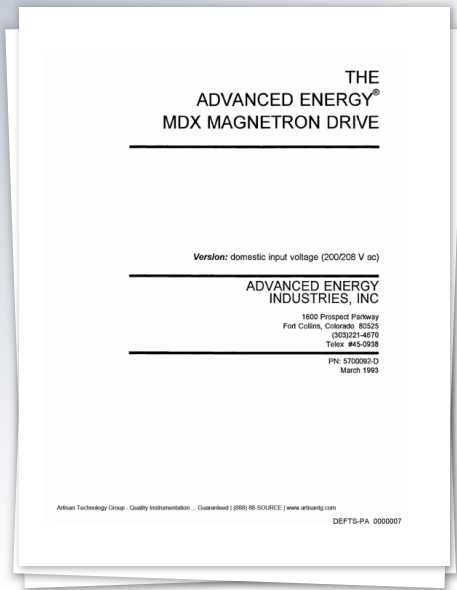 THE
ADVANCED ENERGY®
MDX MAGNETRON DRIVE
Version: domestic input voltage (200/208 V ac)
ADVANCED ENERGY
INDUSTRIES, INC
1600 Prospect Parkway
Fort Collins, Colorado 80525
(303)221-4670
Telex #45-0938
PN: 5700092-D
March 1993
Artisan Technology Group - Quality Instrumentation ... Guaranteed | (888) 88-SOURCE | www.artisantg.com
DEFTS-PA 0000007